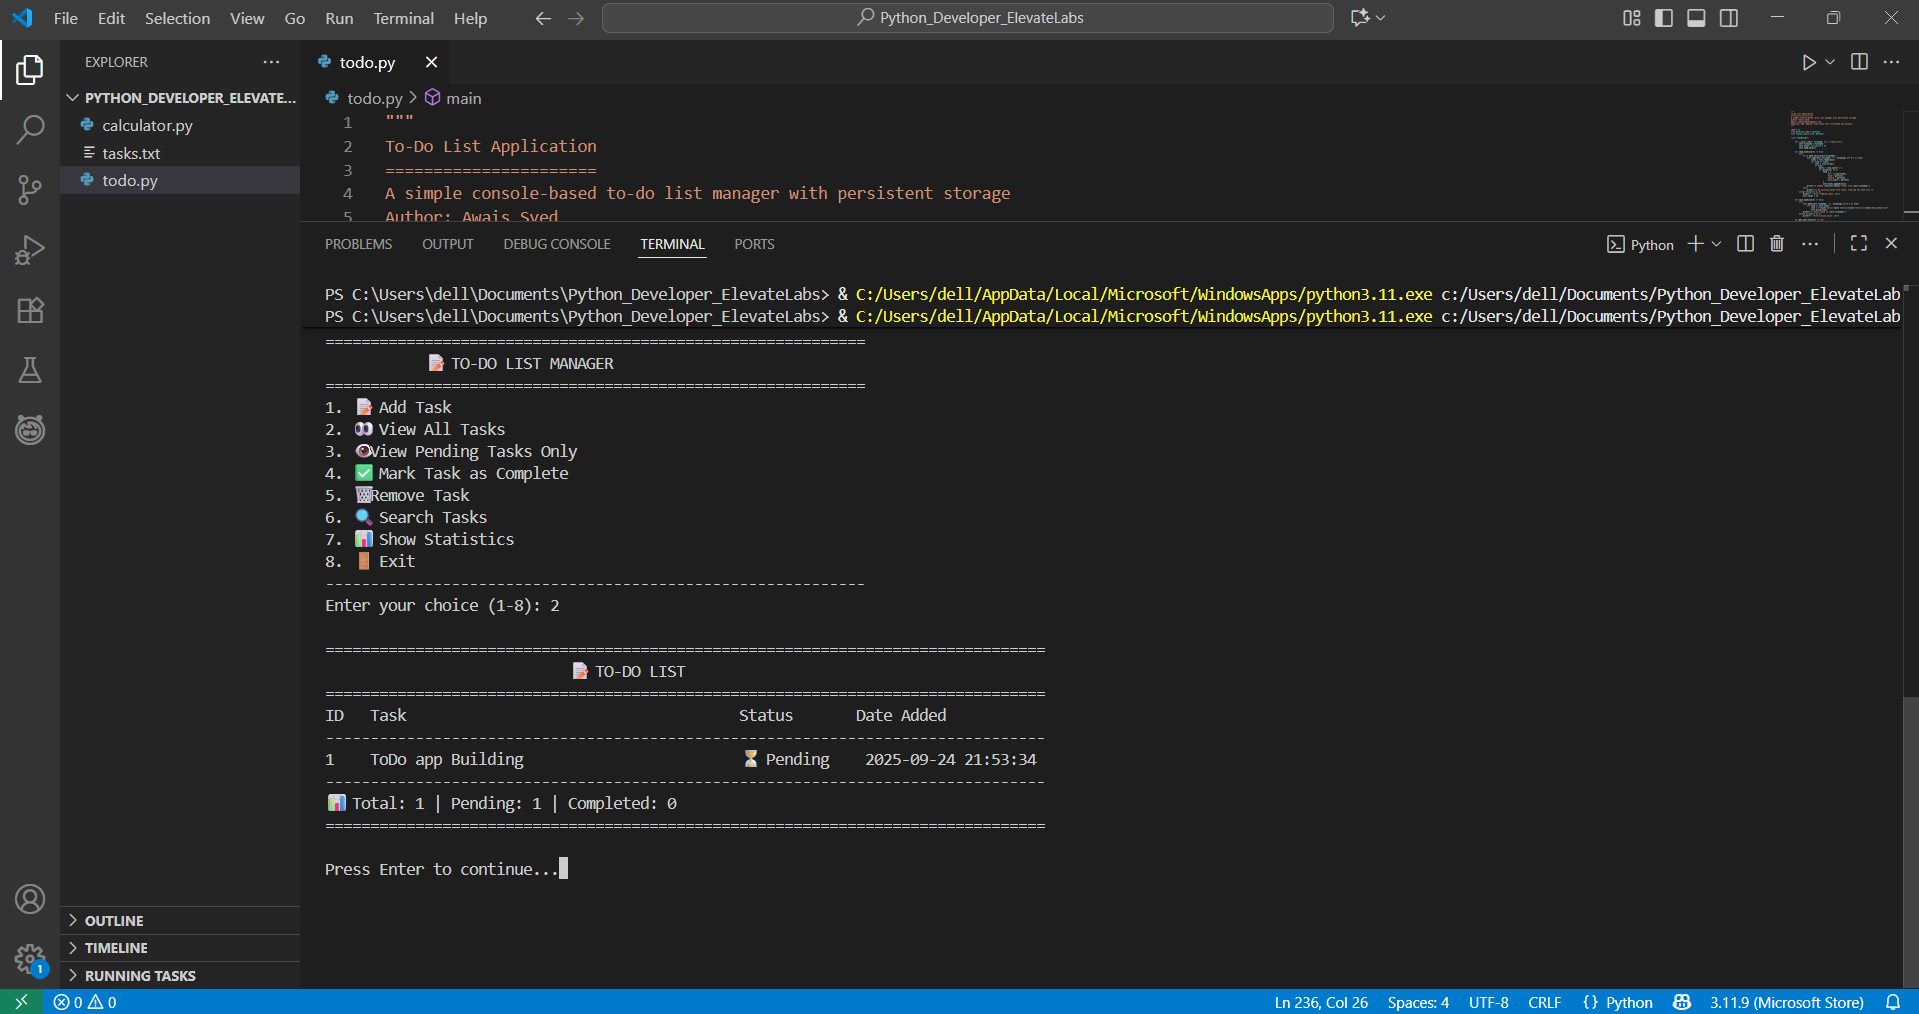 File Edit Selection View Go Run Terminal Help
Python_Developer_ElevateLabs
EXPLORER
PYTHON_DEVELOPER_ELEVATE...
calculator.py
tasks.txt
todo.py
OUTLINE
TIMELINE
RUNNING TASKS
todo.py
todo.py > main
1 """
2 To-Do List Application
3 ======================
4 A simple console-based to-do list manager with persistent storage
5 Author: Awais Syed
PROBLEMS OUTPUT DEBUG CONSOLE TERMINAL PORTS
Python
PS C:\Users\dell\Documents\Python_Developer_ElevateLabs> & C:/Users/dell/AppData/Local/Microsoft/WindowsApps/python3.11.exe c:/Users/dell/Documents/Python_Developer_ElevateLab
PS C:\Users\dell\Documents\Python_Developer_ElevateLabs> & C:/Users/dell/AppData/Local/Microsoft/WindowsApps/python3.11.exe c:/Users/dell/Documents/Python_Developer_ElevateLab
============================================================
📝 TO-DO LIST MANAGER
============================================================
1. 📝 Add Task
2. 👀 View All Tasks
3. 👁️View Pending Tasks Only
4. ✅ Mark Task as Complete
5. 🗑️Remove Task
6. 🔍 Search Tasks
7. 📊 Show Statistics
8. 🚪 Exit
------------------------------------------------------------
Enter your choice (1-8): 2
================================================================================
📝 TO-DO LIST
================================================================================
ID Task Status Date Added
--------------------------------------------------------------------------------
1 ToDo app Building ⏳ Pending 2025-09-24 21:53:34
--------------------------------------------------------------------------------
📊 Total: 1 | Pending: 1 | Completed: 0
================================================================================
Press Enter to continue...
1
0 0
Ln 236, Col 26 Spaces: 4 UTF-8 CRLF {} Python 3.11.9 (Microsoft Store)